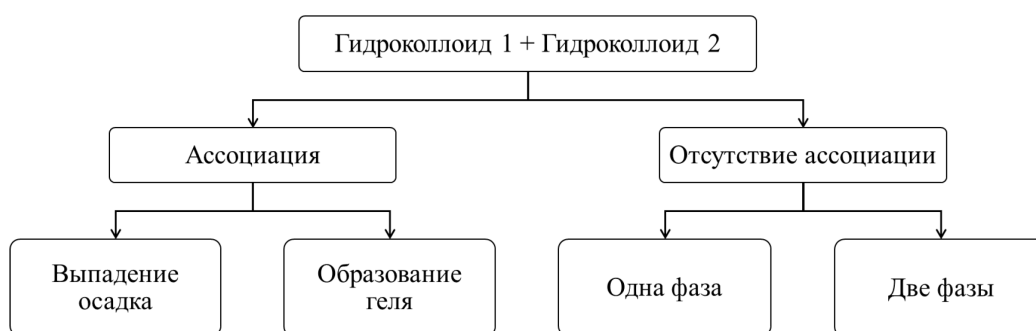 Гидроколлоид 1 + Гидроколлоид 2
Ассоциация
Отсутствие ассоциации
Выпадение
осадка
Образование
геля
Одна фаза
Две фазы